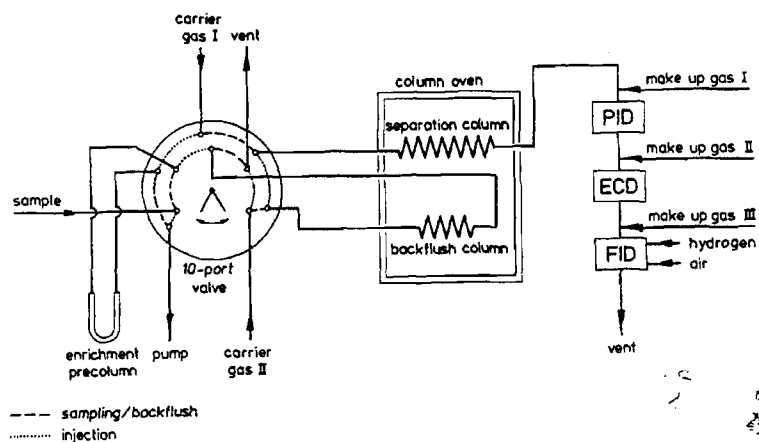 carrier
gas I
vent
column oven
separation column
backflush column
make up gas I
PID
make up gas II
ECD
make up gas III
FID
hydrogen
air
vent
sample
10-port
valve
enrichment
precolumn
pump
carrier
gas II
sampling/backflush
injection